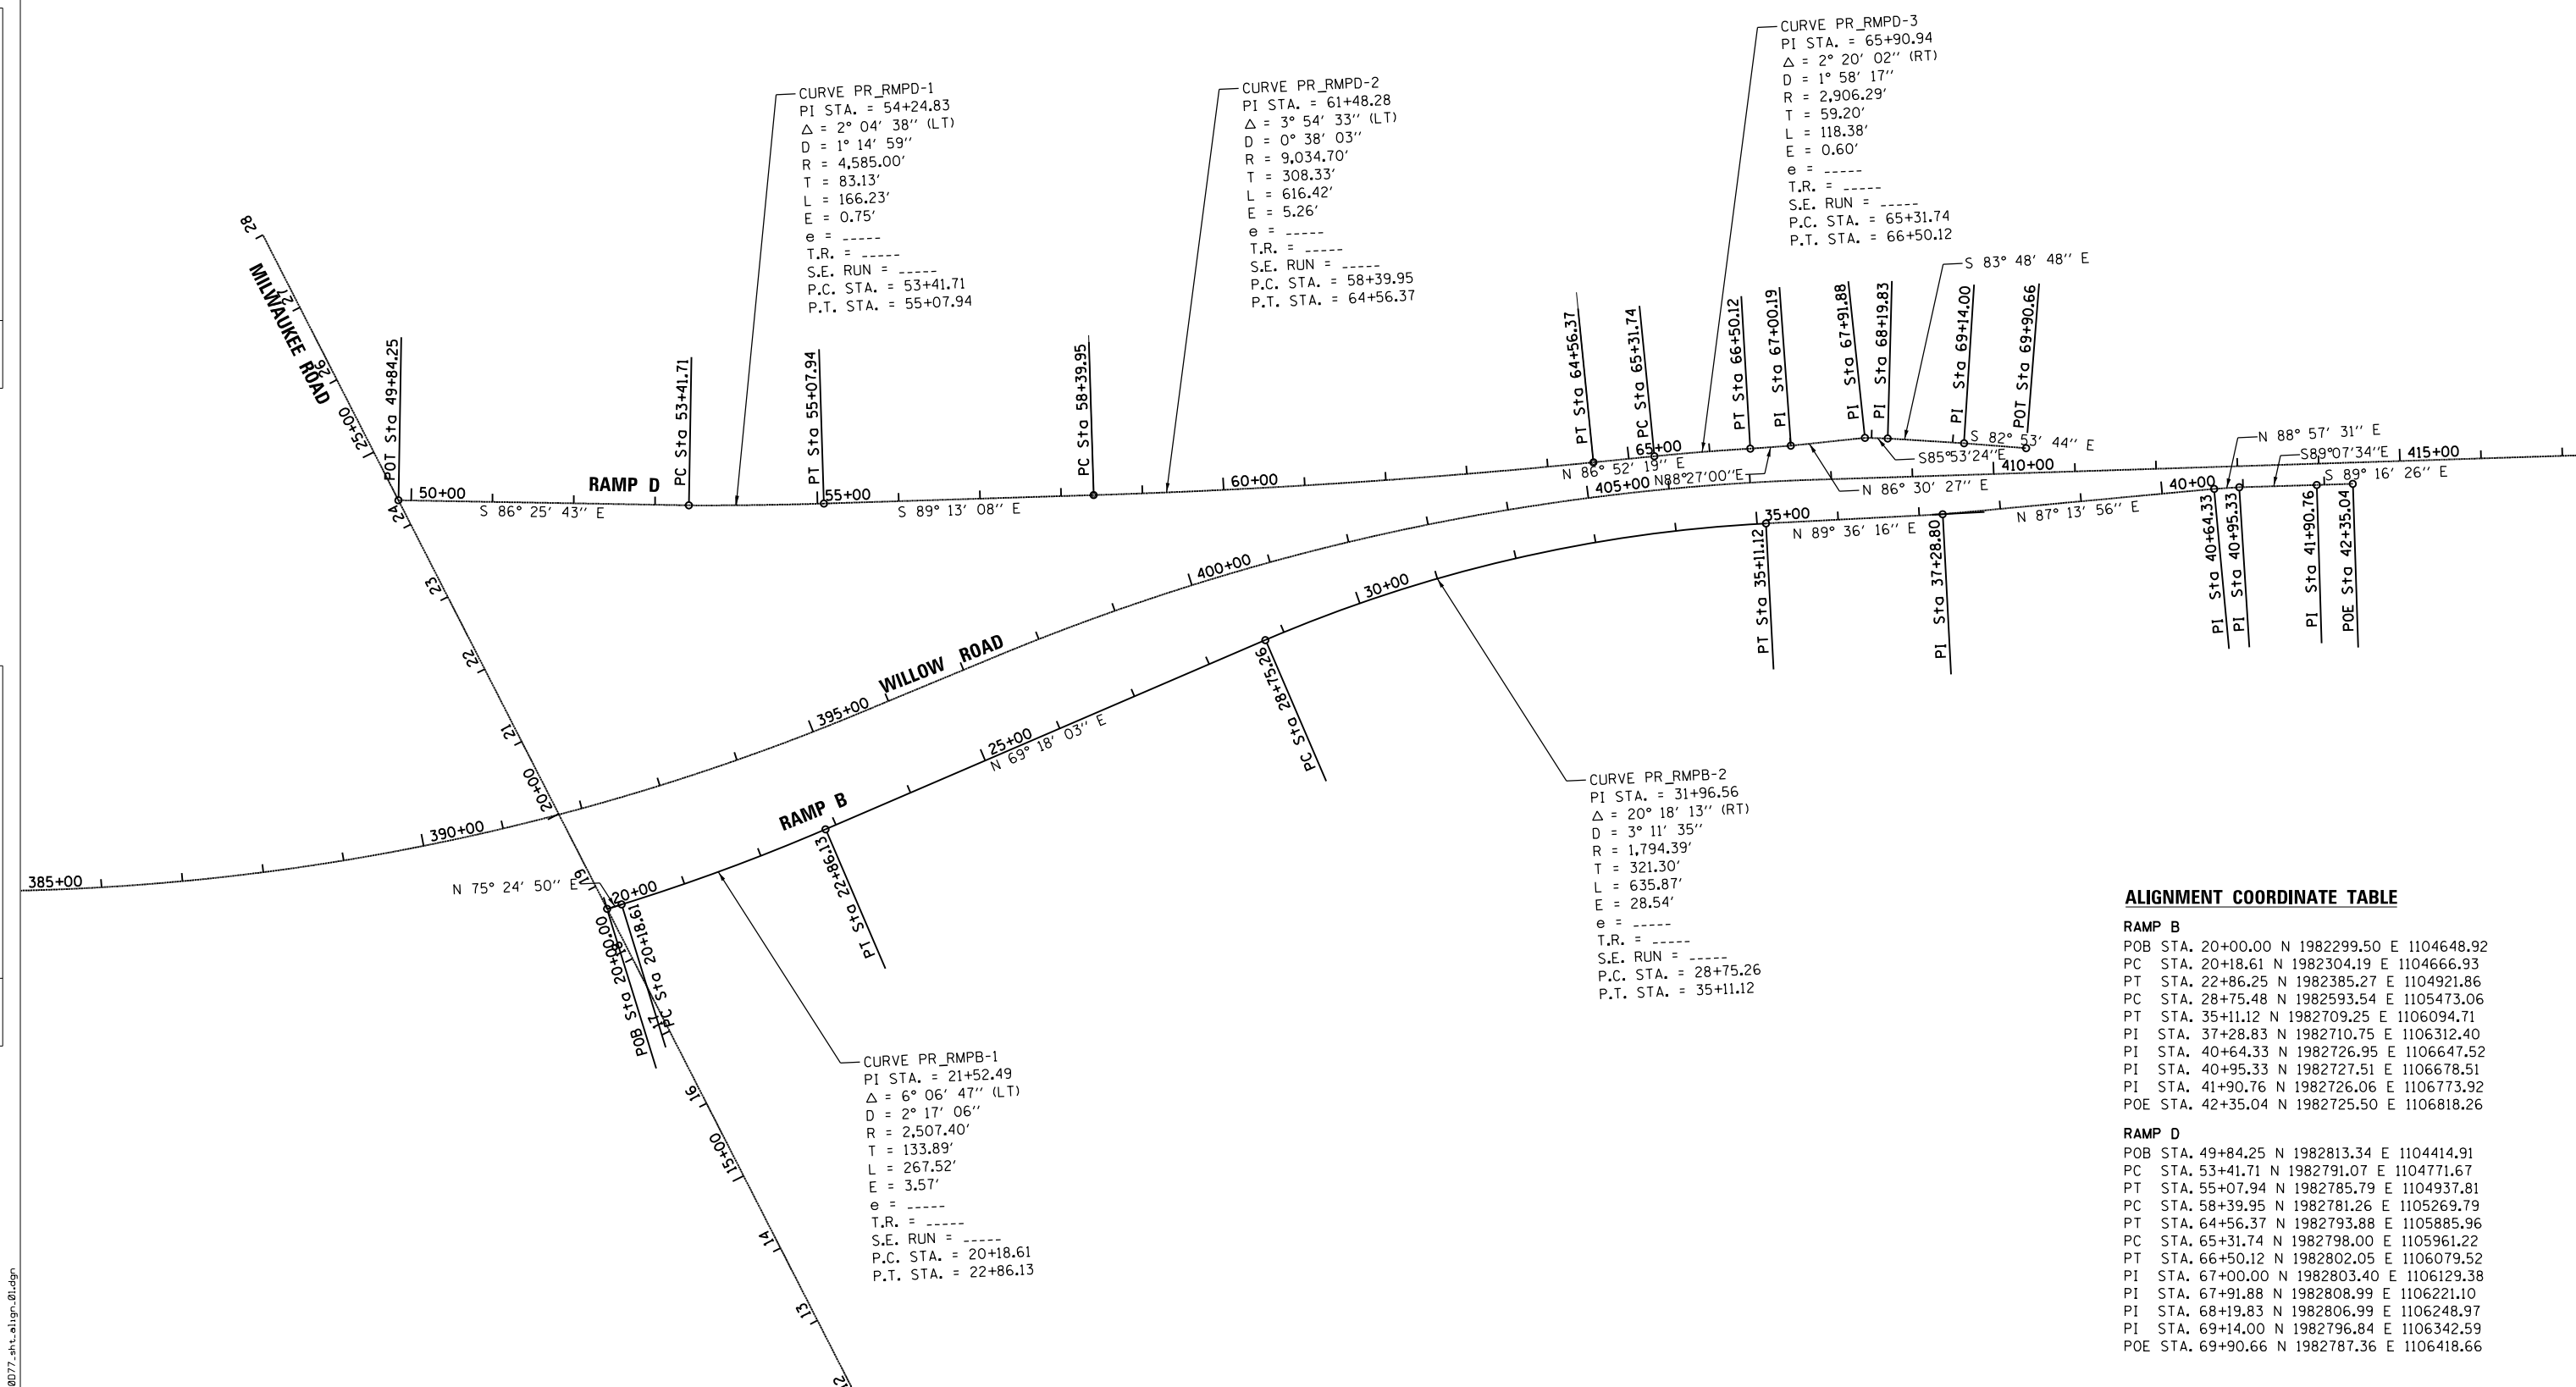 CURVE PR_RMPD-1
PI STA. = 54+24.83
Δ = 2° 04' 38'' (LT)
D = 1° 14' 59''
R = 4,585.00'
T = 83.13'
L = 166.23'
E = 0.75'
e = -----
T.R. = -----
S.E. RUN = -----
P.C. STA. = 53+41.71
P.T. STA. = 55+07.94
CURVE PR_RMPD-2
PI STA. = 61+48.28
Δ = 3° 54' 33'' (LT)
D = 0° 38' 03''
R = 9,034.70'
T = 308.33'
L = 616.42'
E = 5.26'
e = -----
T.R. = -----
S.E. RUN = -----
P.C. STA. = 58+39.95
P.T. STA. = 64+56.37
CURVE PR_RMPD-3
PI STA. = 65+90.94
Δ = 2° 20' 02'' (RT)
D = 1° 58' 17''
R = 2,906.29'
T = 59.20'
L = 118.38'
E = 0.60'
e = -----
T.R. = -----
S.E. RUN = -----
P.C. STA. = 65+31.74
P.T. STA. = 66+50.12
S 83° 48' 48'' E
28
27
26
25+00
24
23
22
21
20+00
19
18
17
16
15+00
14
13
12
MILWAUKEE ROAD
POT Sta 49+84.25
PC Sta 53+41.71
PT Sta 55+07.94
PC Sta 58+39.95
PT Sta 64+56.37
PC Sta 65+31.74
PT Sta 66+50.12
PI Sta 67+00.19
PI Sta 67+91.88
PI Sta 68+19.83
PI Sta 69+14.00
POT Sta 69+90.66
50+00
RAMP D
55+00
60+00
65+00
S 86° 25' 43'' E
S 89° 13' 08'' E
N 86° 52' 19'' E
N88°27'00''E
N 86° 30' 27'' E
S85°53'24''E
S 82° 53' 44'' E
N 88° 57' 31'' E
S89°07'34''E
S 89° 16' 26'' E
385+00
390+00
395+00
WILLOW ROAD
400+00
405+00
410+00
415+00
N 75° 24' 50'' E
20+00
RAMP B
25+00
N 69° 18' 03'' E
30+00
35+00
N 89° 36' 16'' E
N 87° 13' 56'' E
40+00
POB Sta 20+00.00
PC Sta 20+18.61
PT Sta 22+86.13
PC Sta 28+75.26
PT Sta 35+11.12
PI Sta 37+28.80
PI Sta 40+64.33
PI Sta 40+95.33
PI Sta 41+90.76
POE Sta 42+35.04
CURVE PR_RMPB-2
PI STA. = 31+96.56
Δ = 20° 18' 13'' (RT)
D = 3° 11' 35''
R = 1,794.39'
T = 321.30'
L = 635.87'
E = 28.54'
e = -----
T.R. = -----
S.E. RUN = -----
P.C. STA. = 28+75.26
P.T. STA. = 35+11.12
CURVE PR_RMPB-1
PI STA. = 21+52.49
Δ = 6° 06' 47'' (LT)
D = 2° 17' 06''
R = 2,507.40'
T = 133.89'
L = 267.52'
E = 3.57'
e = -----
T.R. = -----
S.E. RUN = -----
P.C. STA. = 20+18.61
P.T. STA. = 22+86.13
ALIGNMENT COORDINATE TABLE
RAMP B
POB STA. 20+00.00 N 1982299.50 E 1104648.92
PC STA. 20+18.61 N 1982304.19 E 1104666.93
PT STA. 22+86.25 N 1982385.27 E 1104921.86
PC STA. 28+75.48 N 1982593.54 E 1105473.06
PT STA. 35+11.12 N 1982709.25 E 1106094.71
PI STA. 37+28.83 N 1982710.75 E 1106312.40
PI STA. 40+64.33 N 1982726.95 E 1106647.52
PI STA. 40+95.33 N 1982727.51 E 1106678.51
PI STA. 41+90.76 N 1982726.06 E 1106773.92
POE STA. 42+35.04 N 1982725.50 E 1106818.26
RAMP D
POB STA. 49+84.25 N 1982813.34 E 1104414.91
PC STA. 53+41.71 N 1982791.07 E 1104771.67
PT STA. 55+07.94 N 1982785.79 E 1104937.81
PC STA. 58+39.95 N 1982781.26 E 1105269.79
PT STA. 64+56.37 N 1982793.88 E 1105885.96
PC STA. 65+31.74 N 1982798.00 E 1105961.22
PT STA. 66+50.12 N 1982802.05 E 1106079.52
PI STA. 67+00.00 N 1982803.40 E 1106129.38
PI STA. 67+91.88 N 1982808.99 E 1106221.10
PI STA. 68+19.83 N 1982806.99 E 1106248.97
PI STA. 69+14.00 N 1982796.84 E 1106342.59
POE STA. 69+90.66 N 1982787.36 E 1106418.66
0D77_sht_align_01.dgn